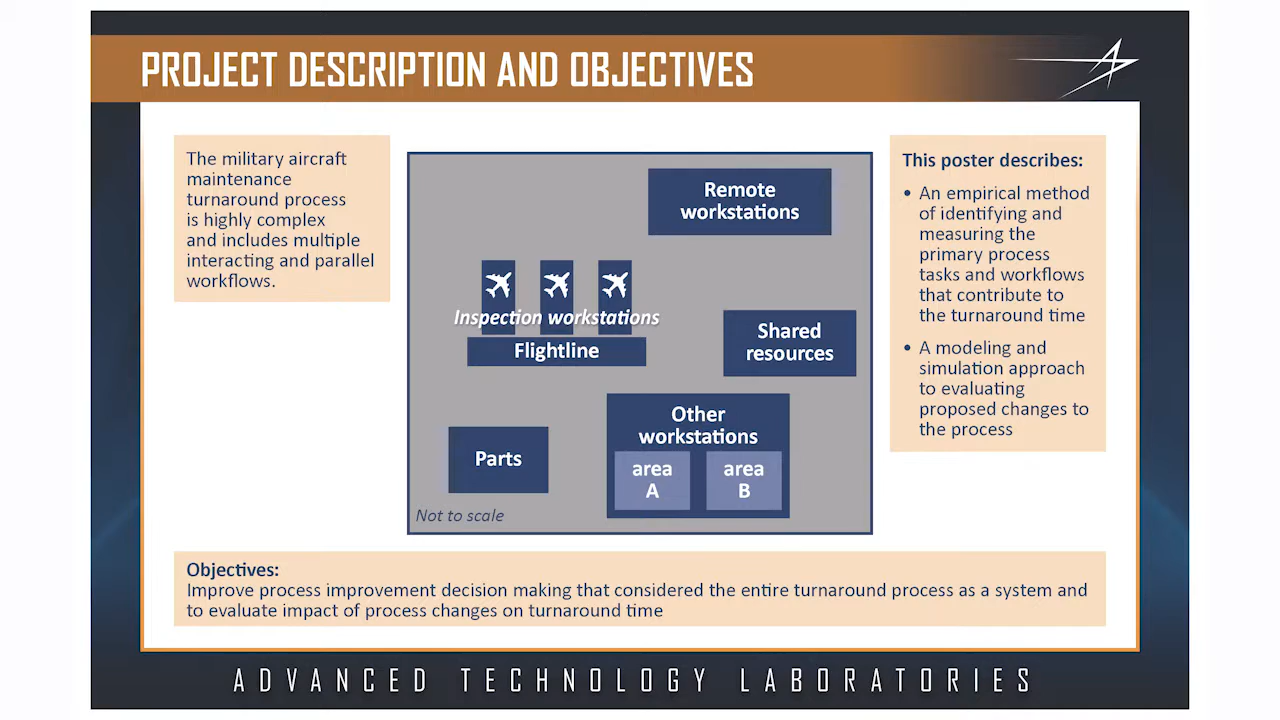 PROJECT DESCRIPTION AND OBJECTIVES
The military aircraft
maintenance
turnaround process
is highly complex
and includes multiple
interacting and parallel
workflows.
Remote
workstations
Inspection workstations
Flightline
Shared
resources
Other
workstations
area
A
area
B
Parts
Not to scale
This poster describes:
• An empirical method
of identifying and
measuring the
primary process
tasks and workflows
that contribute to
the turnaround time
• A modeling and
simulation approach
to evaluating
proposed changes to
the process
Objectives:
Improve process improvement decision making that considered the entire turnaround process as a system and
to evaluate impact of process changes on turnaround time
ADVANCED TECHNOLOGY LABORATORIES